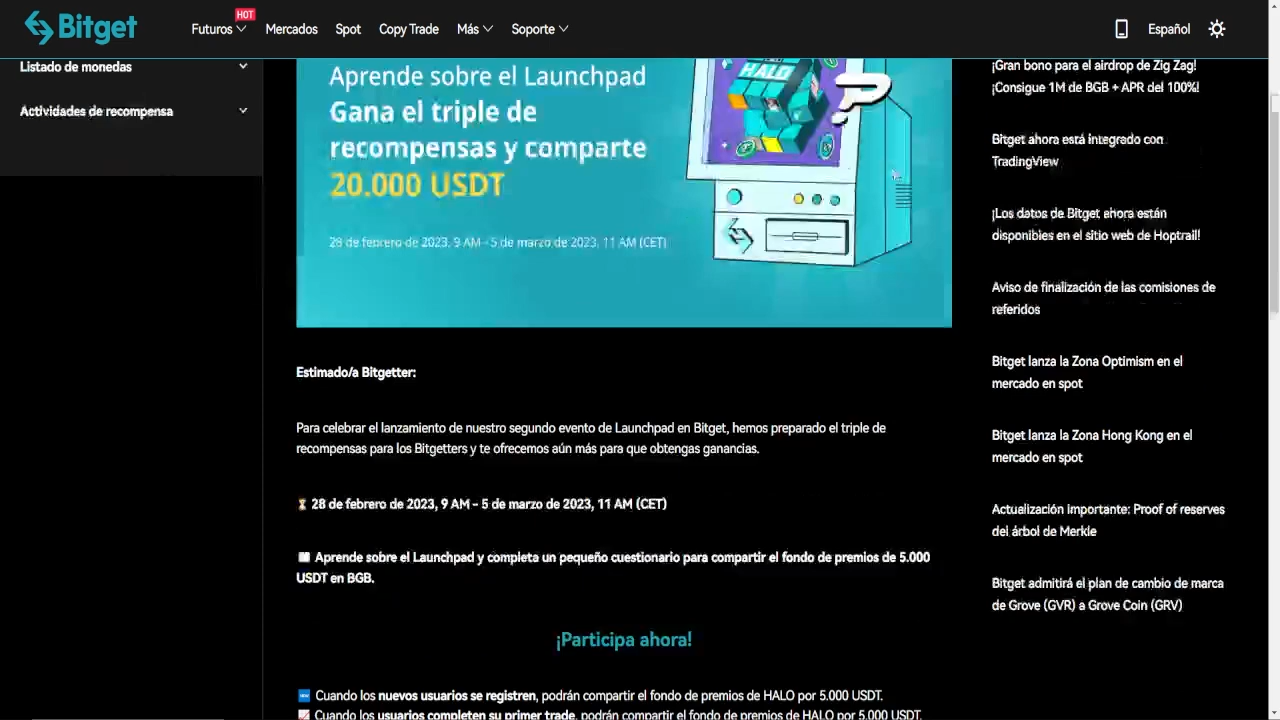 Bitget
Futuros
HOT
Mercados
Spot
Copy Trade
Más
Soporte
Español
Listado de monedas
Actividades de recompensa
Aprende sobre el Launchpad
Gana el triple de
recompensas y comparte
20.000 USDT
28 de febrero de 2023, 9 AM - 5 de marzo de 2023, 11 AM (CET)
HALO
Estimado/a Bitgetter:
Para celebrar el lanzamiento de nuestro segundo evento de Launchpad en Bitget, hemos preparado el triple de
recompensas para los Bitgetters y te ofrecemos aún más para que obtengas ganancias.
28 de febrero de 2023, 9 AM – 5 de marzo de 2023, 11 AM (CET)
Aprende sobre el Launchpad y completa un pequeño cuestionario para compartir el fondo de premios de 5.000
USDT en BGB.
¡Participa ahora!
Cuando los nuevos usuarios se registren, podrán compartir el fondo de premios de HALO por 5.000 USDT.
Cuando los usuarios completen su primer trade, podrán compartir el fondo de premios de HALO por 5.000 USDT.
¡Gran bono para el airdrop de Zig Zag!
¡Consigue 1M de BGB + APR del 100%!
Bitget ahora está integrado con
TradingView
¡Los datos de Bitget ahora están
disponibles en el sitio web de Hoptrail!
Aviso de finalización de las comisiones de
referidos
Bitget lanza la Zona Optimism en el
mercado en spot
Bitget lanza la Zona Hong Kong en el
mercado en spot
Actualización importante: Proof of reserves
del árbol de Merkle
Bitget admitirá el plan de cambio de marca
de Grove (GVR) a Grove Coin (GRV)